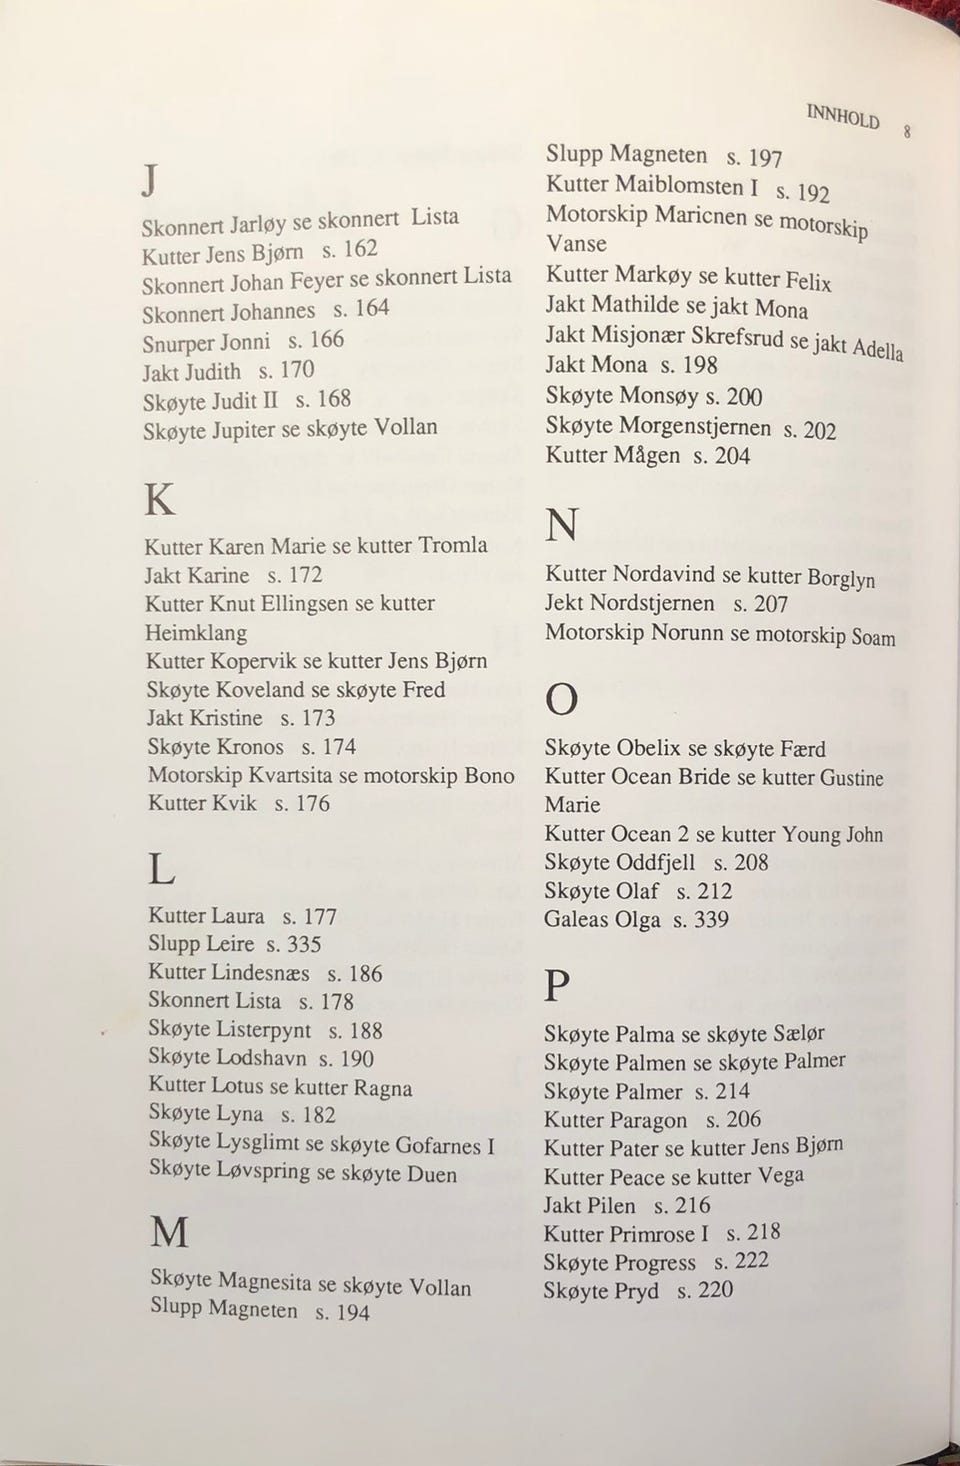 INNHOLD 8
J
Skonnert Jarløy se skonnert Lista
Kutter Jens Bjørn s. 162
Skonnert Johan Feyer se skonnert Lista
Skonnert Johannes s. 164
Snurper Jonni s. 166
Jakt Judith s. 170
Skøyte Judit II s. 168
Skøyte Jupiter se skøyte Vollan
K
Kutter Karen Marie se kutter Tromla
Jakt Karine s. 172
Kutter Knut Ellingsen se kutter
Heimklang
Kutter Kopervik se kutter Jens Bjørn
Skøyte Koveland se skøyte Fred
Jakt Kristine s. 173
Skøyte Kronos s. 174
Motorskip Kvartsita se motorskip Bono
Kutter Kvik s. 176
L
Kutter Laura s. 177
Slupp Leire s. 335
Kutter Lindesnæs s. 186
Skonnert Lista s. 178
Skøyte Listerpynt s. 188
Skøyte Lodshavn s. 190
Kutter Lotus se kutter Ragna
Skøyte Lyna s. 182
Skøyte Lysglimt se skøyte Gofarnes I
Skøyte Løvspring se skøyte Duen
M
Skøyte Magnesita se skøyte Vollan
Slupp Magneten s. 194
Slupp Magneten s. 197
Kutter Maiblomsten I s. 192
Motorskip Maricnen se motorskip
Vanse
Kutter Markøy se kutter Felix
Jakt Mathilde se jakt Mona
Jakt Misjonær Skrefsrud se jakt Adella
Jakt Mona s. 198
Skøyte Monsøy s. 200
Skøyte Morgenstjernen s. 202
Kutter Mågen s. 204
N
Kutter Nordavind se kutter Borglyn
Jekt Nordstjernen s. 207
Motorskip Norunn se motorskip Soam
O
Skøyte Obelix se skøyte Færd
Kutter Ocean Bride se kutter Gustine
Marie
Kutter Ocean 2 se kutter Young John
Skøyte Oddfjell s. 208
Skøyte Olaf s. 212
Galeas Olga s. 339
P
Skøyte Palma se skøyte Sælør
Skøyte Palmen se skøyte Palmer
Skøyte Palmer s. 214
Kutter Paragon s. 206
Kutter Pater se kutter Jens Bjørn
Kutter Peace se kutter Vega
Jakt Pilen s. 216
Kutter Primrose I s. 218
Skøyte Progress s. 222
Skøyte Pryd s. 220